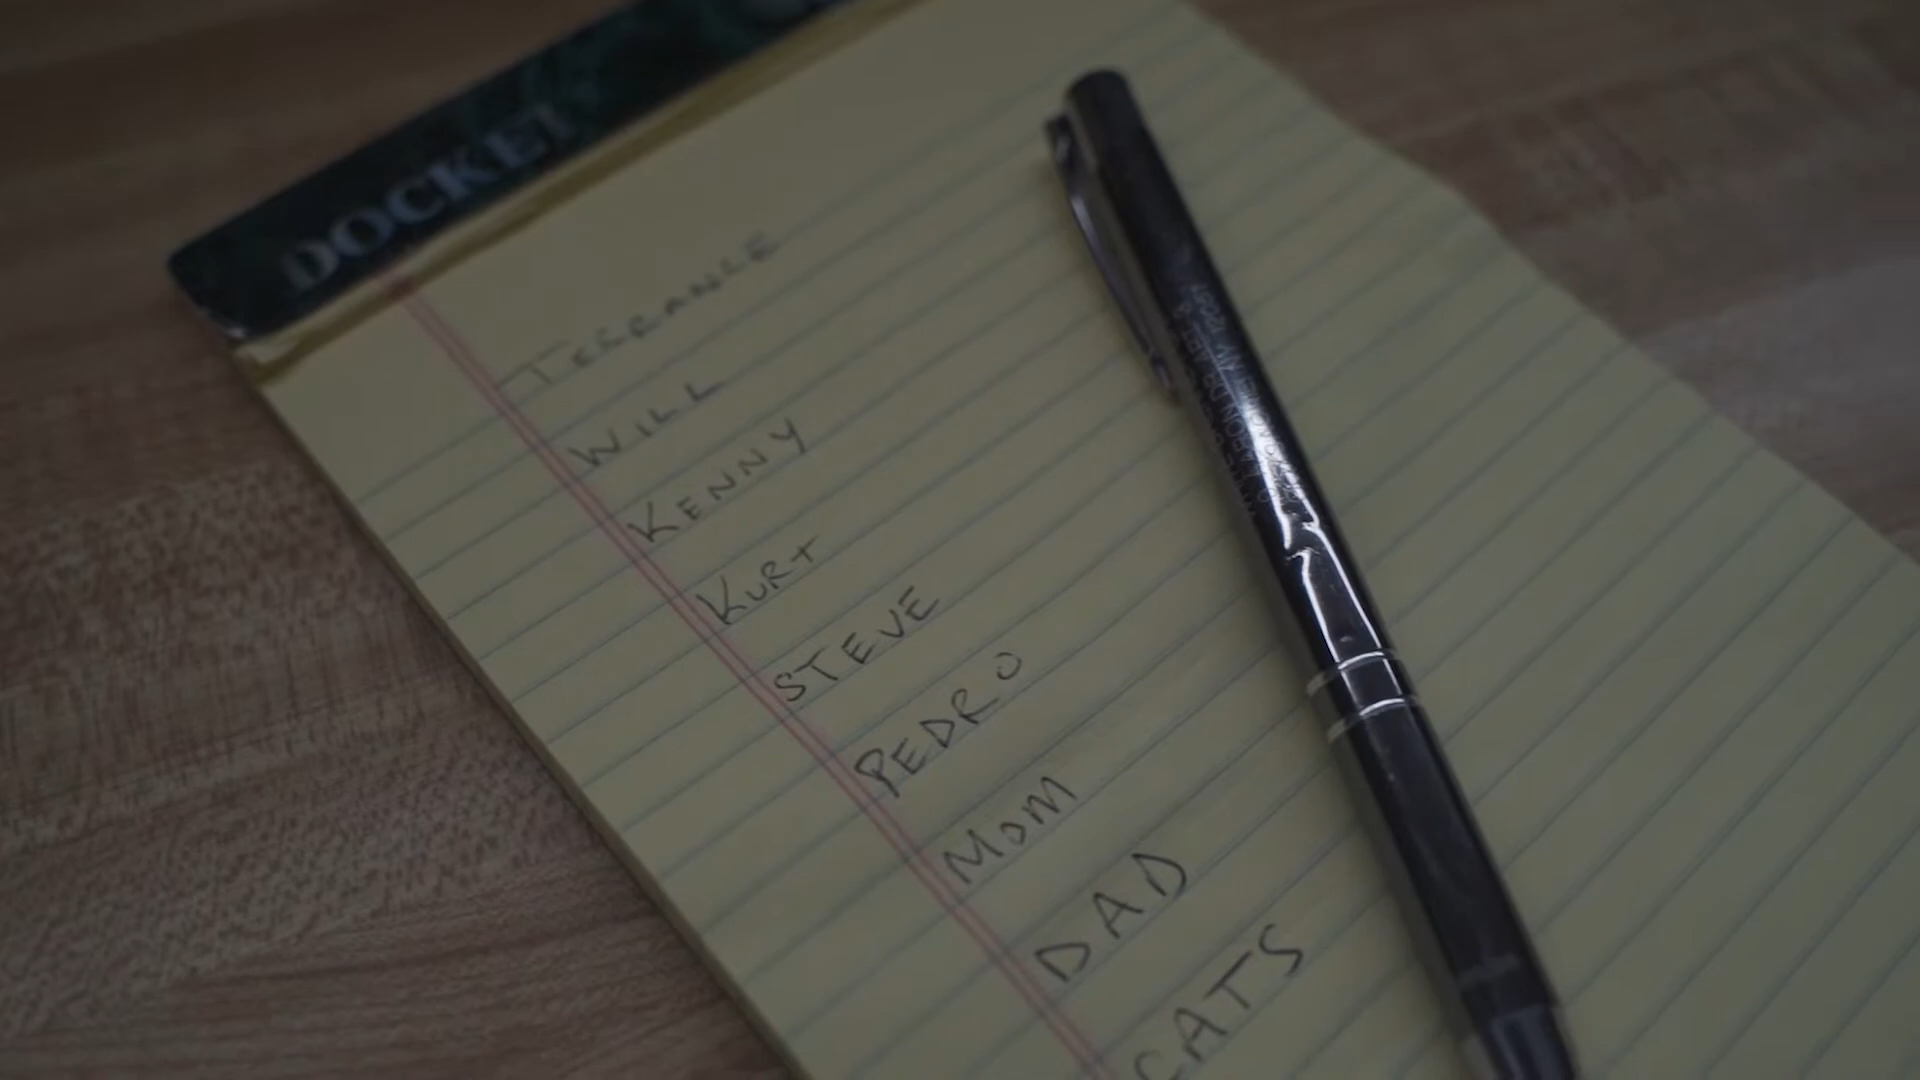 DOCKET
TERRANCE
WILL
KENNY
KURT
STEVE
PEDRO
MOM
DAD
CATS